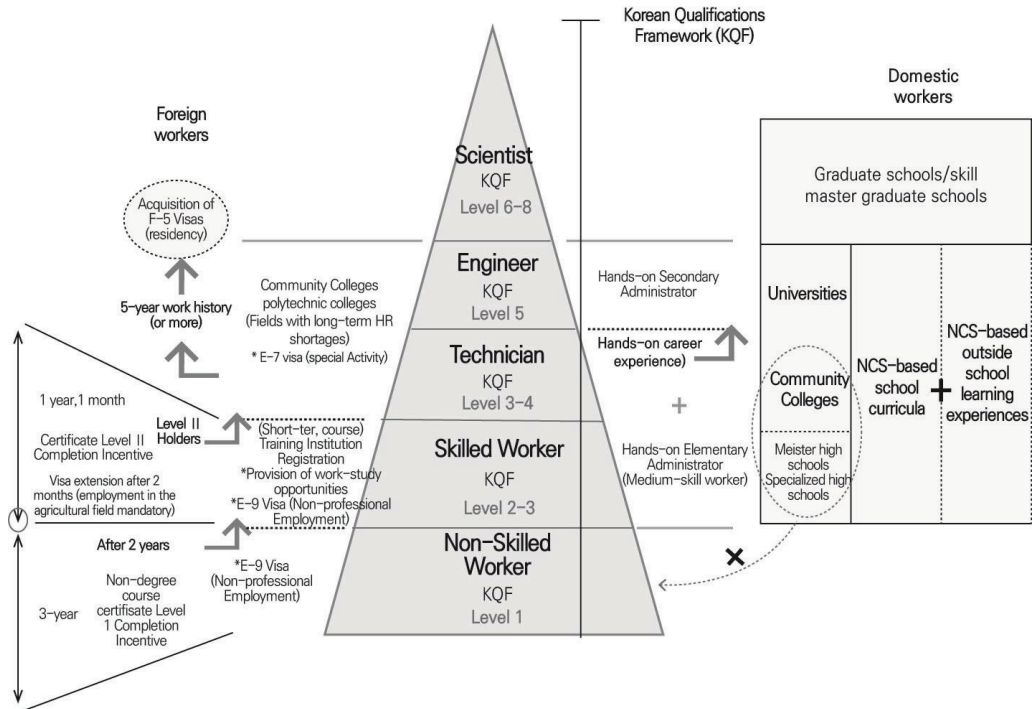 Korean Qualifications
Framework (KQF)
Foreign
workers
Domestic
workers
Acquisition of
F-5 Visas
(residency)
5-year work history
(or more)
1 year,1 month
Level II
Holders
Certificate Level II
Completion Incentive
Visa extension after 2
months (employment in the
agricultural field mandatory)
After 2 years
3-year
Non-degree
course
certifisate Level
1 Completion
Incentive
Community Colleges
polytechnic colleges
(Fields with long-term HR
shortages)
* E-7 visa (special Activity)
(Short-ter, course)
Training Institution
Registration
*Provision of work-study
opportunities
*E-9 Visa (Non-professional
Employment)
*E-9 Visa
(Non-professional
Employment)
Scientist
KQF
Level 6-8
Engineer
KQF
Level 5
Technician
KQF
Level 3-4
Skilled Worker
KQF
Level 2-3
Non-Skilled
Worker
KQF
Level 1
Hands-on Secondary
Administrator
Hands-on career
experience)
+
Hands-on Elementary
Administrator
(Medium-skill worker)
Graduate schools/skill
master graduate schools
Universities
Community
Colleges
Meister high
schools
Specialized high
schools
NCS-based
school
curricula
+
NCS-based
outside
school
learning
experiences